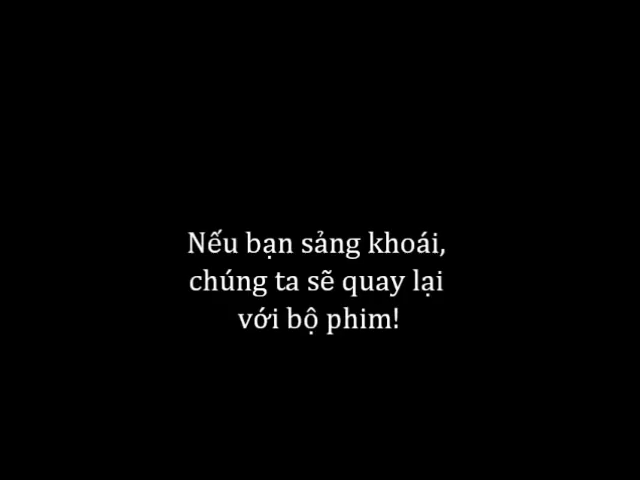 Nếu bạn sảng khoái,
chúng ta sẽ quay lại
với bộ phim!